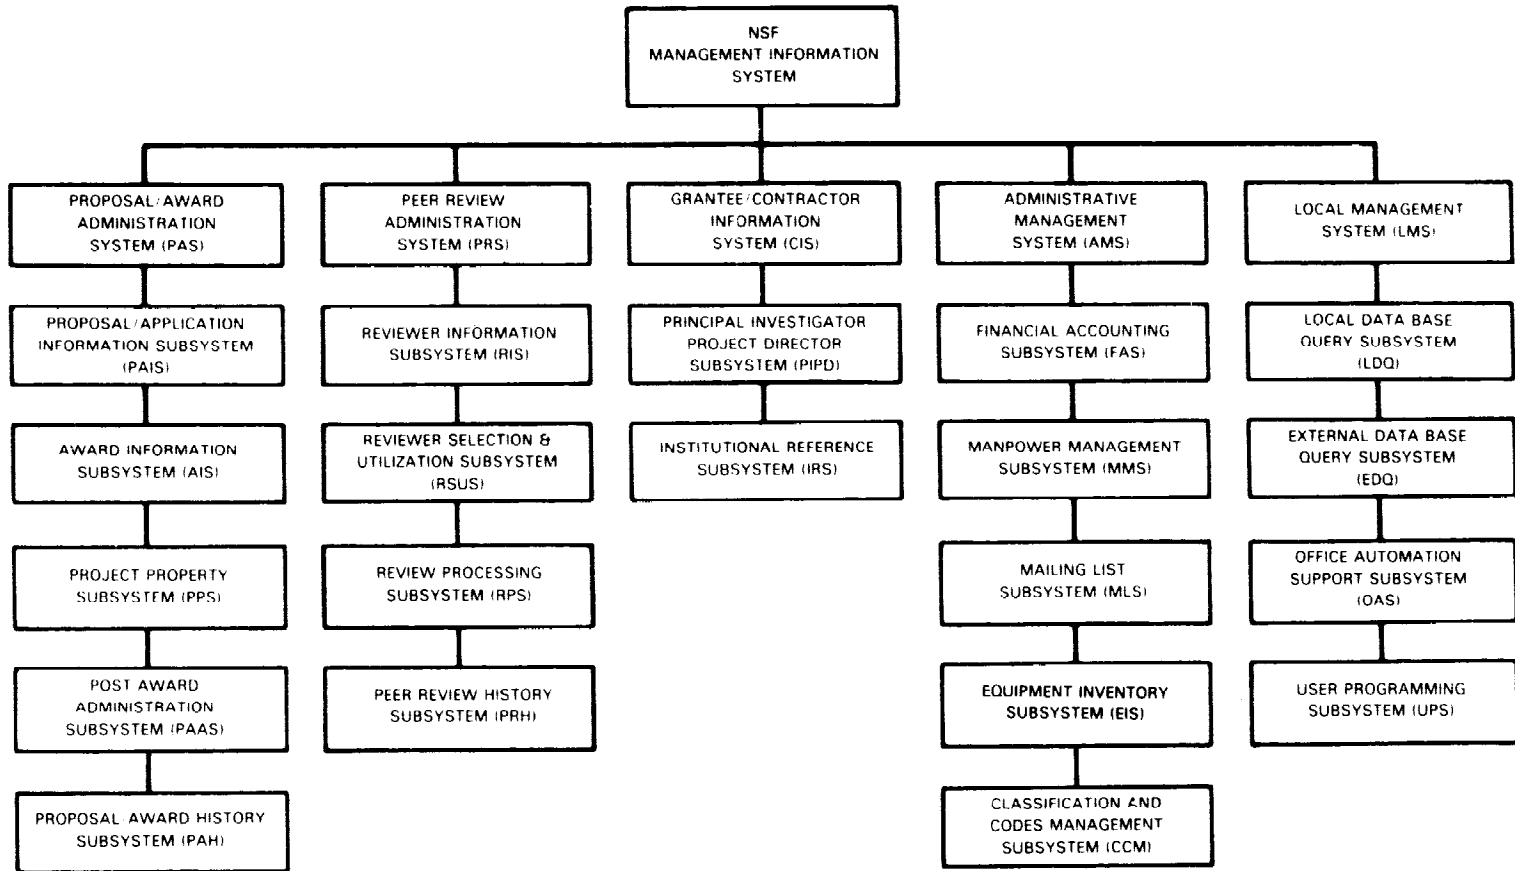 NSF
MANAGEMENT INFORMATION
SYSTEM
PROPOSAL/AWARD
ADMINISTRATION
SYSTEM (PAS)
PEER REVIEW
ADMINISTRATION
SYSTEM (PRS)
GRANTEE/CONTRACTOR
INFORMATION
SYSTEM (CIS)
ADMINISTRATIVE
MANAGEMENT
SYSTEM (AMS)
LOCAL MANAGEMENT
SYSTEM (LMS)
PROPOSAL/APPLICATION
INFORMATION SUBSYSTEM
(PAIS)
REVIEWER INFORMATION
SUBSYSTEM (RIS)
PRINCIPAL INVESTIGATOR
PROJECT DIRECTOR
SUBSYSTEM (PIPD)
FINANCIAL ACCOUNTING
SUBSYSTEM (FAS)
LOCAL DATA BASE
QUERY SUBSYSTEM
(LDQ)
AWARD INFORMATION
SUBSYSTEM (AIS)
REVIEWER SELECTION &
UTILIZATION SUBSYSTEM
(RSUS)
INSTITUTIONAL REFERENCE
SUBSYSTEM (IRS)
MANPOWER MANAGEMENT
SUBSYSTEM (MMS)
EXTERNAL DATA BASE
QUERY SUBSYSTEM
(EDQ)
PROJECT PROPERTY
SUBSYSTEM (PPS)
REVIEW PROCESSING
SUBSYSTEM (RPS)
MAILING LIST
SUBSYSTEM (MLS)
OFFICE AUTOMATION
SUPPORT SUBSYSTEM
(OAS)
POST AWARD
ADMINISTRATION
SUBSYSTEM (PAAS)
PEER REVIEW HISTORY
SUBSYSTEM (PRH)
EQUIPMENT INVENTORY
SUBSYSTEM (EIS)
USER PROGRAMMING
SUBSYSTEM (UPS)
PROPOSAL/AWARD HISTORY
SUBSYSTEM (PAH)
CLASSIFICATION AND
CODES MANAGEMENT
SUBSYSTEM (CCM)